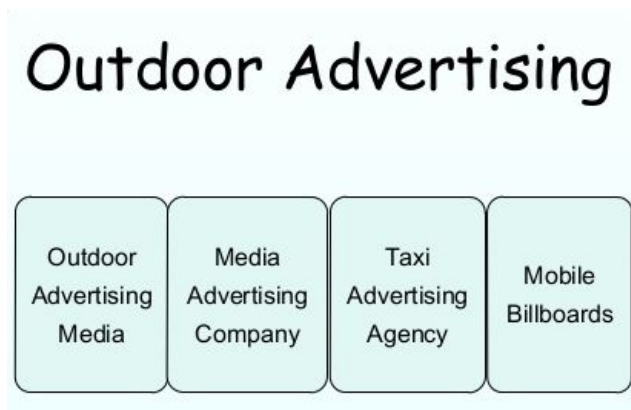 Outdoor Advertising
Outdoor
Advertising
Media
Media
Advertising
Company
Taxi
Advertising
Agency
Mobile
Billboards